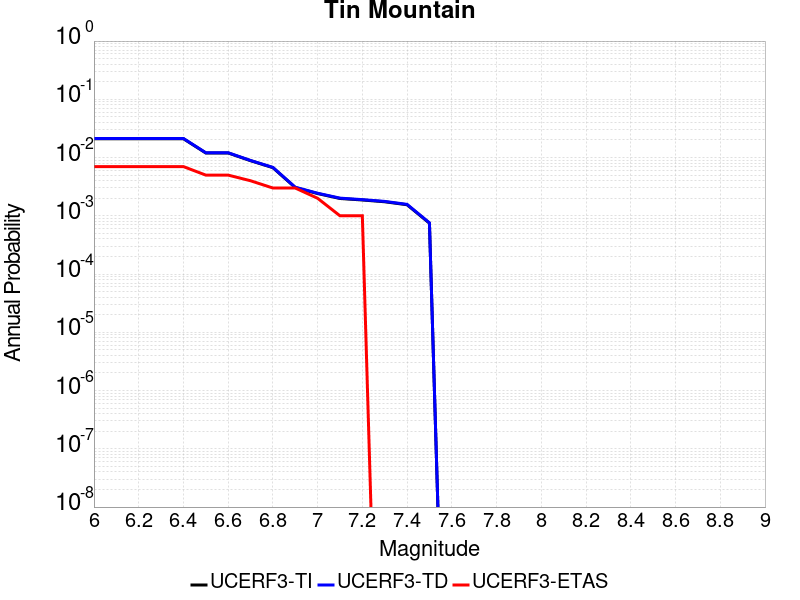 Tin Mountain
10^0
10^-1
10^-2
10^-3
10^-4
10^-5
10^-6
10^-7
10^-8
Annual Probability
6 6.2 6.4 6.6 6.8 7 7.2 7.4 7.6 7.8 8 8.2 8.4 8.6 8.8 9
Magnitude
UCERF3-TI UCERF3-TD UCERF3-ETAS